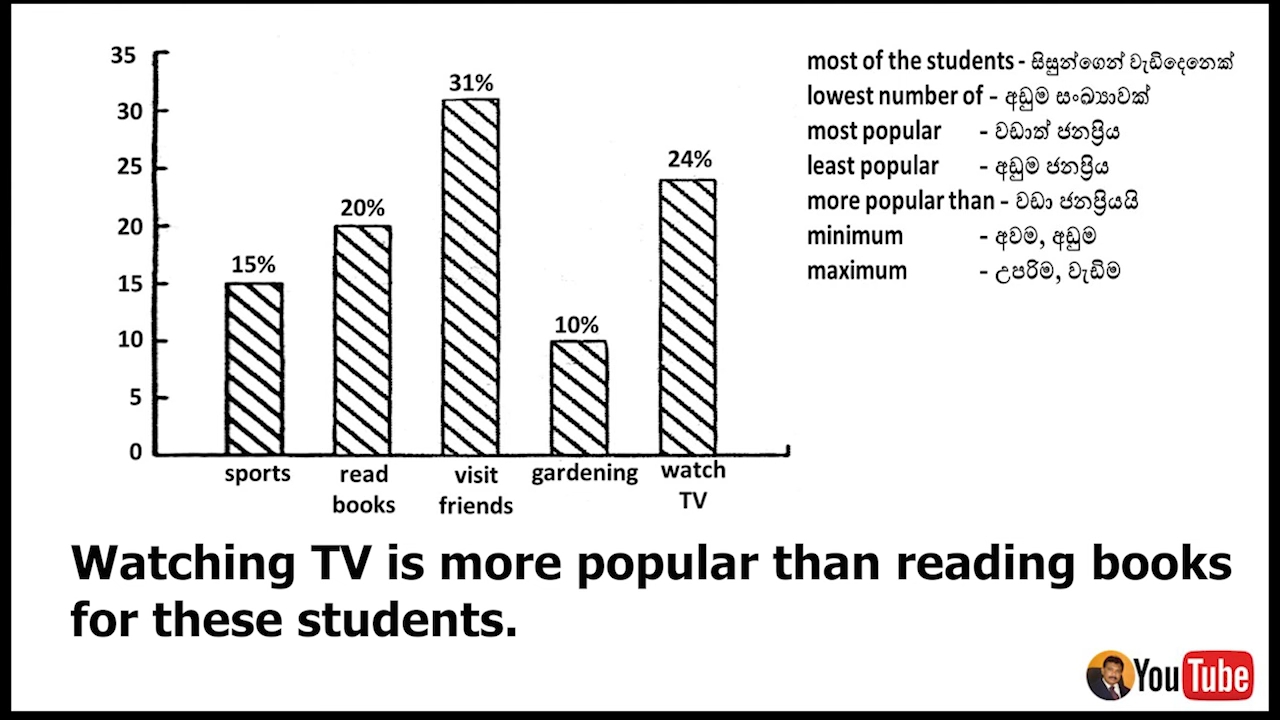 35
30
25
20
15
10
5
0
15%
20%
31%
10%
24%
sports
read
books
visit
friends
gardening
watch
TV
most of the students - සිසුන්ගෙන් වැඩිදෙනෙක්
lowest number of - අඩුම සංඛ්‍යාවක්
most popular - වඩාත් ජනප්‍රිය
least popular - අඩුම ජනප්‍රිය
more popular than - වඩා ජනප්‍රියයි
minimum - අවම, අඩුම
maximum - උපරිම, වැඩිම
Watching TV is more popular than reading books
for these students.
YouTube